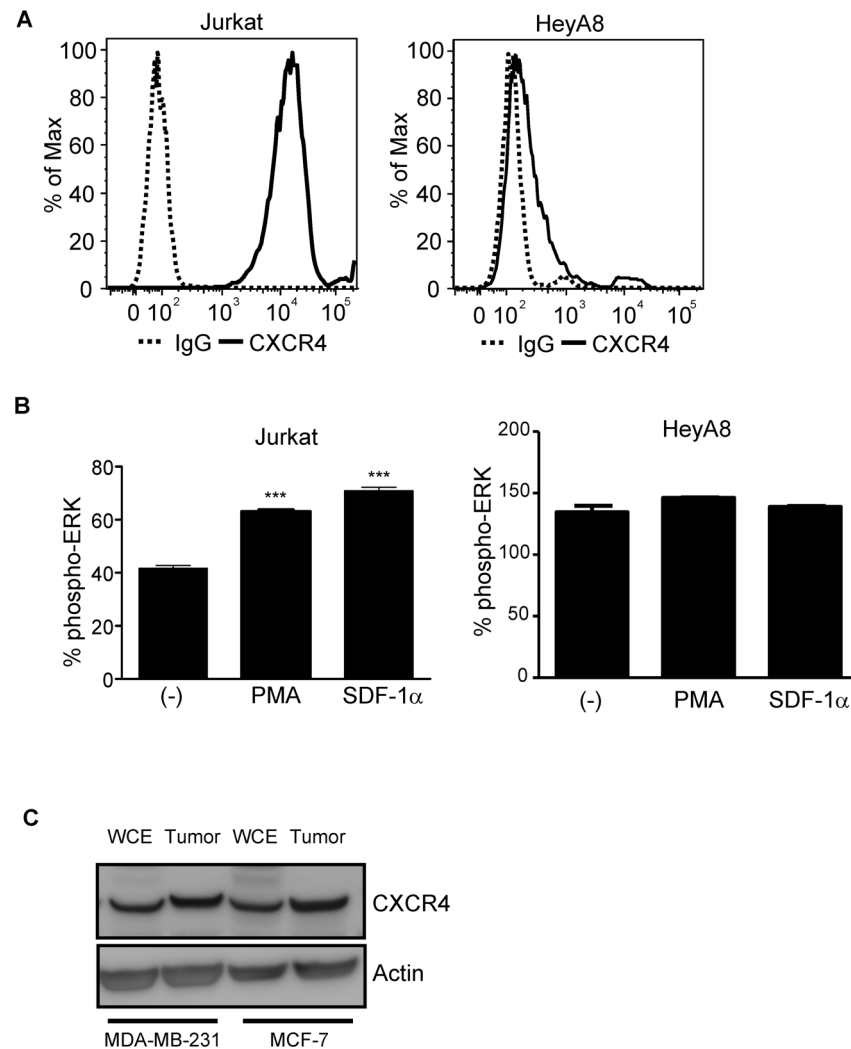 A
Jurkat
HeyA8
% of Max
100
80
60
40
20
0
0 10² 10³ 10⁴ 10⁵
IgG CXCR4
% of Max
100
80
60
40
20
0
0 10² 10³ 10⁴ 10⁵
IgG CXCR4
B
Jurkat
% phospho-ERK
80
60
40
20
0
*** ***
(-) PMA SDF-1α
HeyA8
% phospho-ERK
200
150
100
50
0
(-) PMA SDF-1α
C
WCE Tumor WCE Tumor
CXCR4
Actin
MDA-MB-231 MCF-7